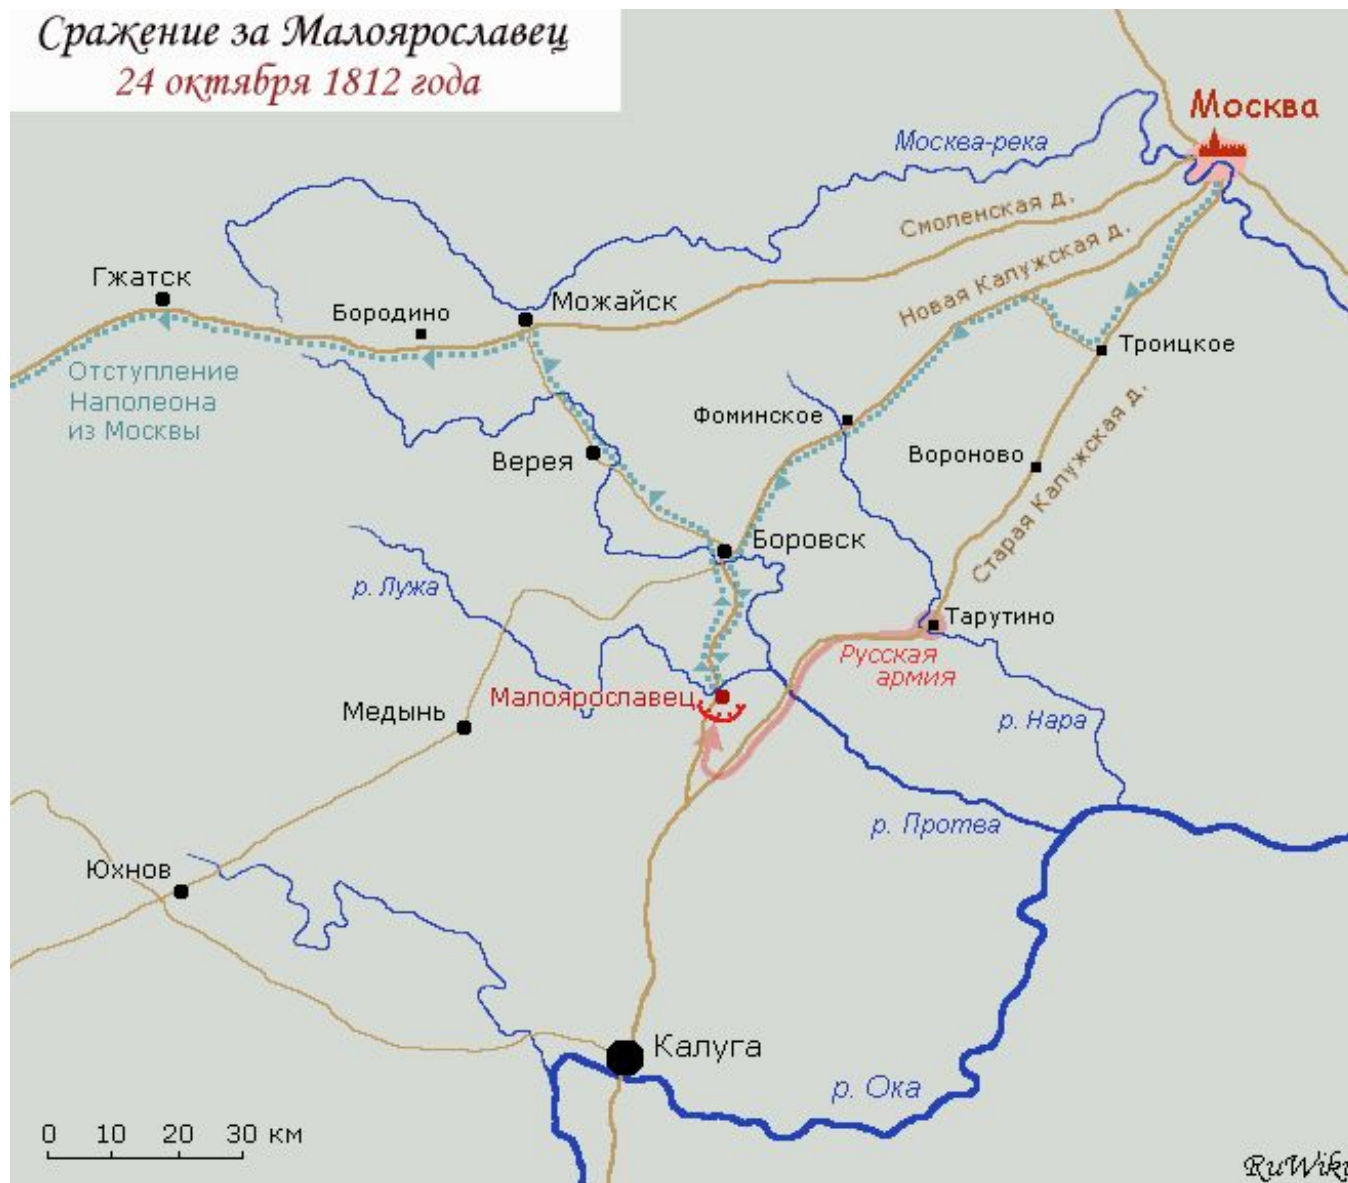 Сражение за Малоярославец
24 октября 1812 года
Москва
Москва-река
Смоленская д.
Новая Калужская д.
Гжатск
Можайск
Бородино
Троицкое
Отступление
Наполеона
из Москвы
Фоминское
Старая Калужская д.
Вороново
Верея
Боровск
р. Лужа
Тарутино
Русская
армия
Малоярославец
Медынь
р. Нара
р. Протва
Юхнов
Калуга
р. Ока
0 10 20 30 км
RuWiki